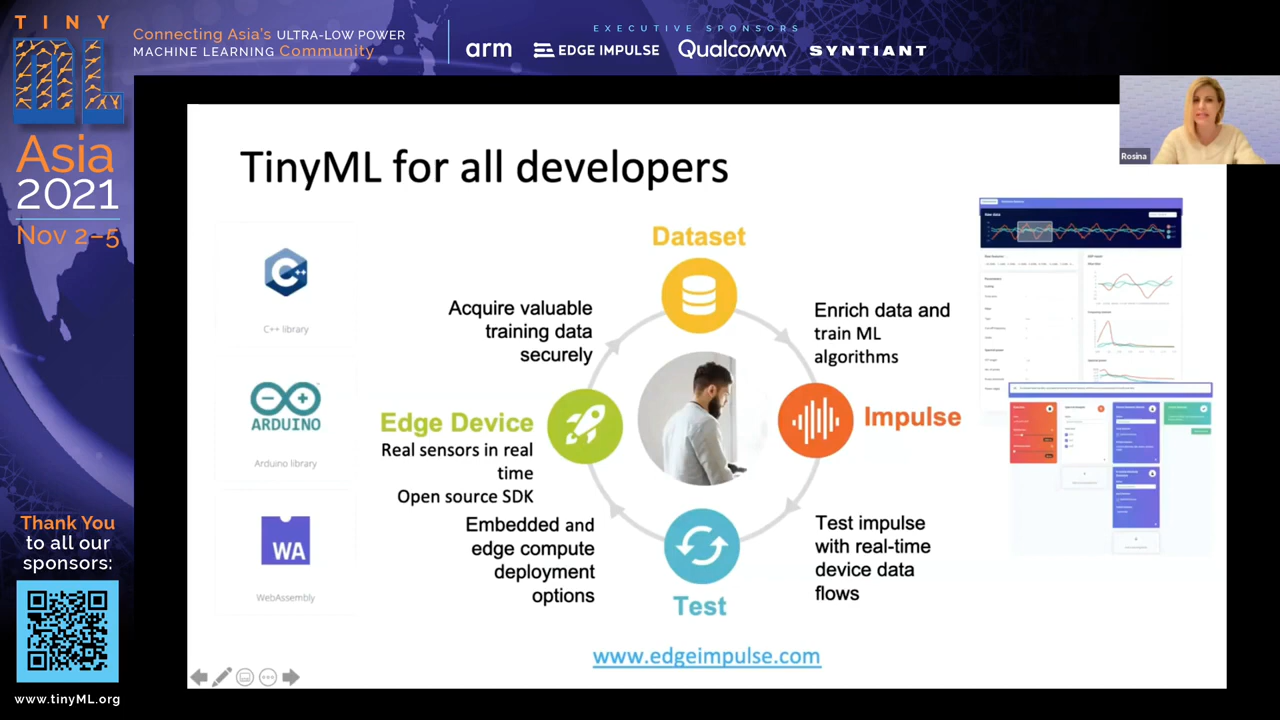 TINY
ML
Asia
2021
Nov 2–5
Thank You
to all our
sponsors:
www.tinyML.org
Connecting Asia's ULTRA-LOW POWER
MACHINE LEARNING Community
EXECUTIVE SPONSORS
arm
EDGE IMPULSE
Qualcomm
SYNTIANT
Rosina
TinyML for all developers
C++
C++ library
ARDUINO
Arduino library
WA
WebAssembly
Dataset
Acquire valuable
training data
securely
Enrich data and
train ML
algorithms
Edge Device
Real sensors in real
time
Open source SDK
Impulse
Embedded and
edge compute
deployment
options
Test impulse
with real-time
device data
flows
Test
www.edgeimpulse.com